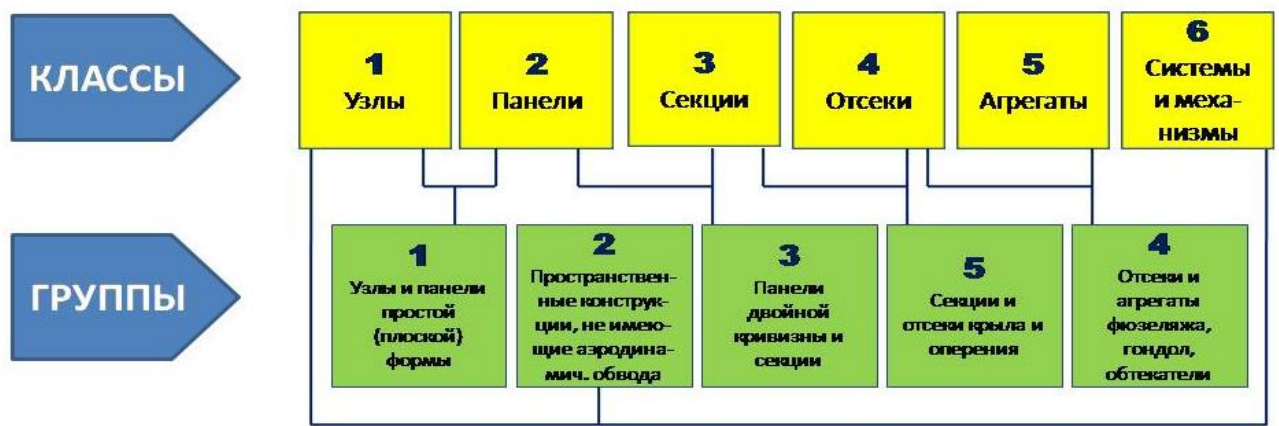 КЛАССЫ
1
Узлы
2
Панели
3
Секции
4
Отсеки
5
Агрегаты
6
Системы
и меха-
низмы
ГРУППЫ
1
Узлы и панели
простой
(плоской)
формы
2
Пространствен-
ные конструк-
ции, не имею-
щие аэродина-
мич. обвода
3
Панели
двойной
кривизны и
секции
5
Секции и
отсеки крыла и
оперения
4
Отсеки и
агрегаты
фюзеляжа,
гондол,
обтекатели